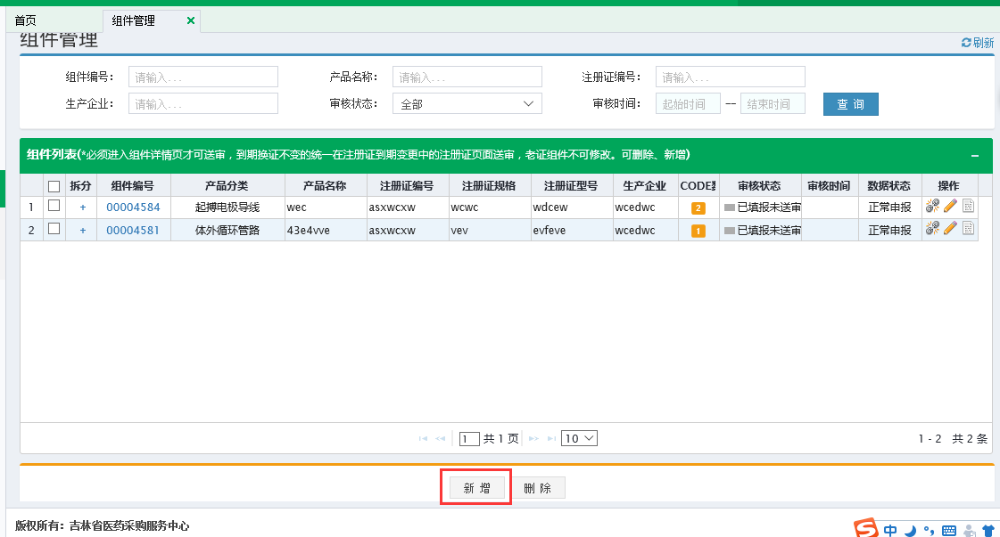 首页 组件管理
组件管理 刷新
组件编号: 请输入... 产品名称: 请输入... 注册证编号: 请输入...
生产企业: 请输入... 审核状态: 全部 审核时间: 起始时间 -- 结束时间 查 询
组件列表(*必须进入组件详情页才可送审，到期换证不变的统一在注册证到期变更中的注册证页面送审，老证组件不可修改。可删除、新增)
拆分 组件编号 产品分类 产品名称 注册证编号 注册证规格 注册证型号 生产企业 CODE数 审核状态 审核时间 数据状态 操作
1 + 00004584 起搏电极导线 wec asxwcxw wcwc wdcew wcedwc 2 已填报未送审 正常申报
2 + 00004581 体外循环管路 43e4vve asxwcxw vev evfeve wcedwc 1 已填报未送审 正常申报
1 共 1 页 10 1 - 2 共 2 条
新 增 删 除
版权所有: 吉林省医药采购服务中心
S 中